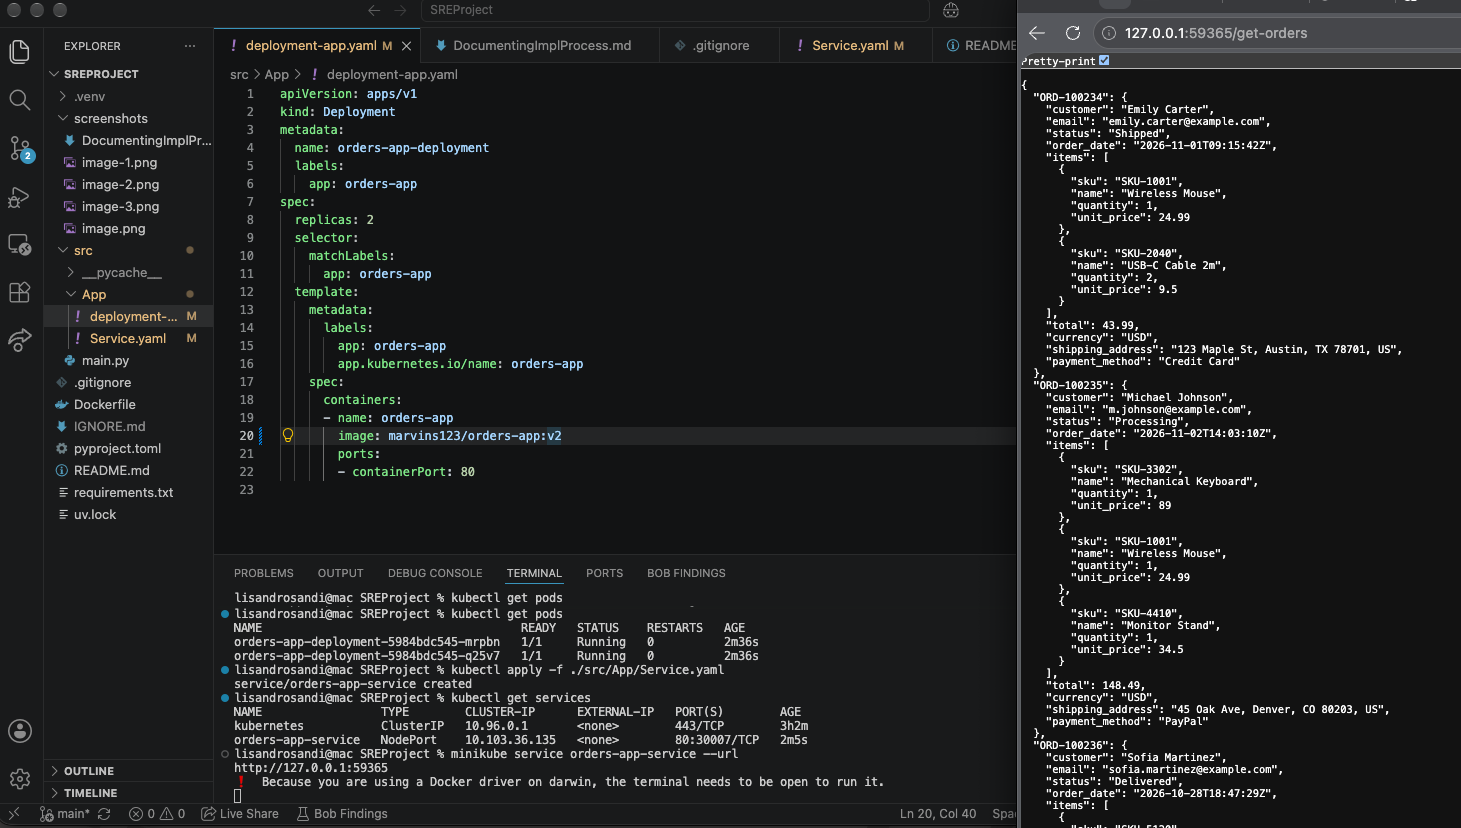 SREProject
EXPLORER
SREPROJECT
.venv
screenshots
DocumentingImplPr...
image-1.png
image-2.png
image-3.png
image.png
src
__pycache__
App
deployment-... M
Service.yaml M
main.py
.gitignore
Dockerfile
IGNORE.md
pyproject.toml
README.md
requirements.txt
uv.lock
OUTLINE
TIMELINE
2
! deployment-app.yaml M
DocumentingImplProcess.md
.gitignore
! Service.yaml M
README
src > App > ! deployment-app.yaml
1 apiVersion: apps/v1
2 kind: Deployment
3 metadata:
4 name: orders-app-deployment
5 labels:
6 app: orders-app
7 spec:
8 replicas: 2
9 selector:
10 matchLabels:
11 app: orders-app
12 template:
13 metadata:
14 labels:
15 app: orders-app
16 app.kubernetes.io/name: orders-app
17 spec:
18 containers:
19 - name: orders-app
20 image: marvins123/orders-app:v2
21 ports:
22 - containerPort: 80
23
PROBLEMS OUTPUT DEBUG CONSOLE TERMINAL PORTS BOB FINDINGS
lisandrosandi@mac SREProject % kubectl get pods
lisandrosandi@mac SREProject % kubectl get pods
NAME READY STATUS RESTARTS AGE
orders-app-deployment-5984bdc545-mrpbn 1/1 Running 0 2m36s
orders-app-deployment-5984bdc545-q25v7 1/1 Running 0 2m36s
lisandrosandi@mac SREProject % kubectl apply -f ./src/App/Service.yaml
service/orders-app-service created
lisandrosandi@mac SREProject % kubectl get services
NAME TYPE CLUSTER-IP EXTERNAL-IP PORT(S) AGE
kubernetes ClusterIP 10.96.0.1 <none> 443/TCP 3h2m
orders-app-service NodePort 10.103.36.135 <none> 80:30007/TCP 2m5s
lisandrosandi@mac SREProject % minikube service orders-app-service --url
http://127.0.0.1:59365
! Because you are using a Docker driver on darwin, the terminal needs to be open to run it.
main* 0 0 Live Share Bob Findings Ln 20, Col 40 Spac
127.0.0.1:59365/get-orders
Pretty-print
{
"ORD-100234": {
"customer": "Emily Carter",
"email": "emily.carter@example.com",
"status": "Shipped",
"order_date": "2026-11-01T09:15:42Z",
"items": [
{
"sku": "SKU-1001",
"name": "Wireless Mouse",
"quantity": 1,
"unit_price": 24.99
},
{
"sku": "SKU-2040",
"name": "USB-C Cable 2m",
"quantity": 2,
"unit_price": 9.5
}
],
"total": 43.99,
"currency": "USD",
"shipping_address": "123 Maple St, Austin, TX 78701, US",
"payment_method": "Credit Card"
},
"ORD-100235": {
"customer": "Michael Johnson",
"email": "m.johnson@example.com",
"status": "Processing",
"order_date": "2026-11-02T14:03:10Z",
"items": [
{
"sku": "SKU-3302",
"name": "Mechanical Keyboard",
"quantity": 1,
"unit_price": 89
},
{
"sku": "SKU-1001",
"name": "Wireless Mouse",
"quantity": 1,
"unit_price": 24.99
},
{
"sku": "SKU-4410",
"name": "Monitor Stand",
"quantity": 1,
"unit_price": 34.5
}
],
"total": 148.49,
"currency": "USD",
"shipping_address": "45 Oak Ave, Denver, CO 80203, US",
"payment_method": "PayPal"
},
"ORD-100236": {
"customer": "Sofia Martinez",
"email": "sofia.martinez@example.com",
"status": "Delivered",
"order_date": "2026-10-28T18:47:29Z",
"items": [
{